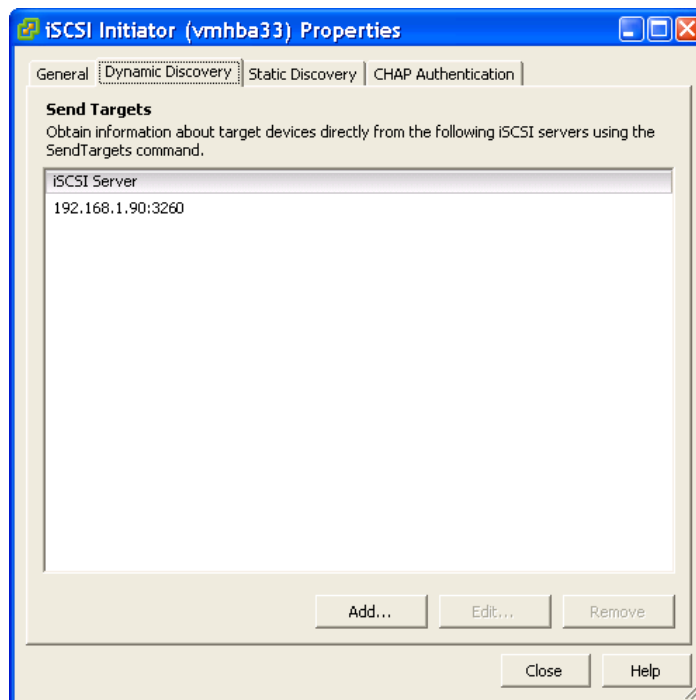 iSCSI Initiator (vmhba33) Properties
General Dynamic Discovery Static Discovery CHAP Authentication
Send Targets
Obtain information about target devices directly from the following iSCSI servers using the
SendTargets command.
iSCSI Server
192.168.1.90:3260
Add... Edit... Remove
Close Help